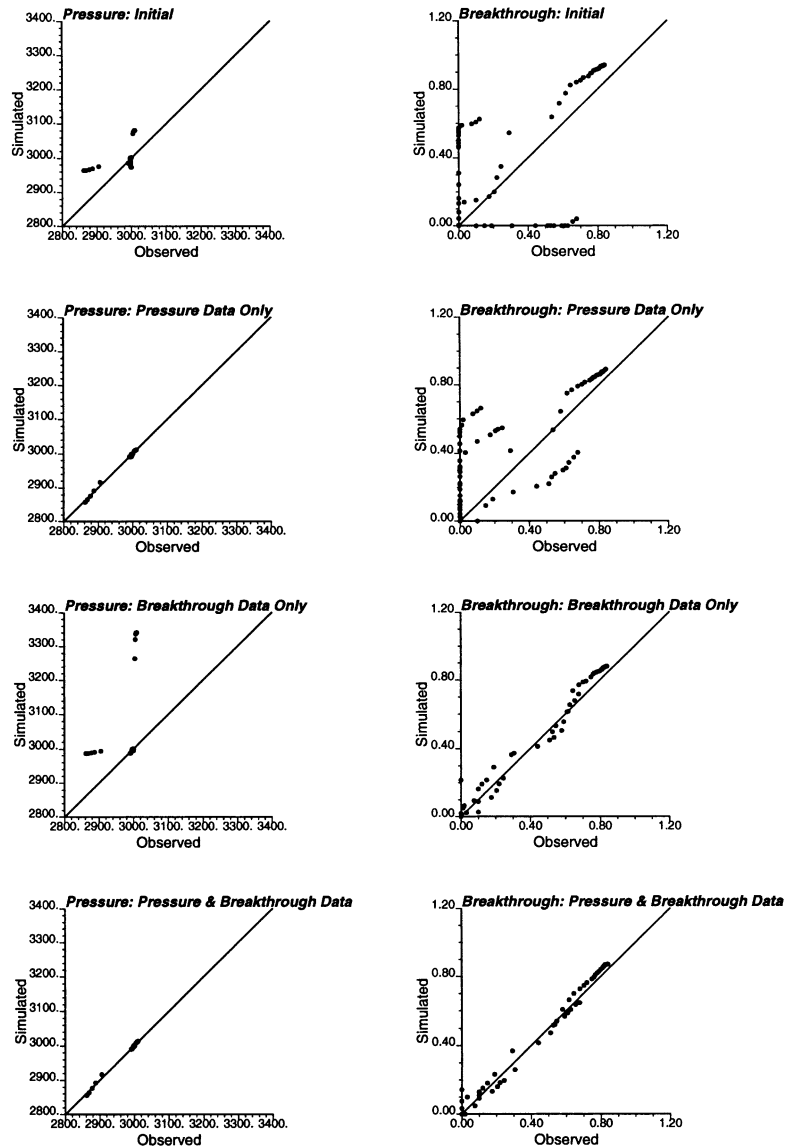 Pressure: Initial
3400.
3300.
3200.
3100.
3000.
2900.
2800.
Simulated
2800. 2900. 3000. 3100. 3200. 3300. 3400.
Observed
Breakthrough: Initial
1.20
0.80
0.40
0.00
Simulated
0.00 0.40 0.80 1.20
Observed
Pressure: Pressure Data Only
3400.
3300.
3200.
3100.
3000.
2900.
2800.
Simulated
2800. 2900. 3000. 3100. 3200. 3300. 3400.
Observed
Breakthrough: Pressure Data Only
1.20
0.80
0.40
0.00
Simulated
0.00 0.40 0.80 1.20
Observed
Pressure: Breakthrough Data Only
3400.
3300.
3200.
3100.
3000.
2900.
2800.
Simulated
2800. 2900. 3000. 3100. 3200. 3300. 3400.
Observed
Breakthrough: Breakthrough Data Only
1.20
0.80
0.40
0.00
Simulated
0.00 0.40 0.80 1.20
Observed
Pressure: Pressure & Breakthrough Data
3400.
3300.
3200.
3100.
3000.
2900.
2800.
Simulated
2800. 2900. 3000. 3100. 3200. 3300. 3400.
Observed
Breakthrough: Pressure & Breakthrough Data
1.20
0.80
0.40
0.00
Simulated
0.00 0.40 0.80 1.20
Observed